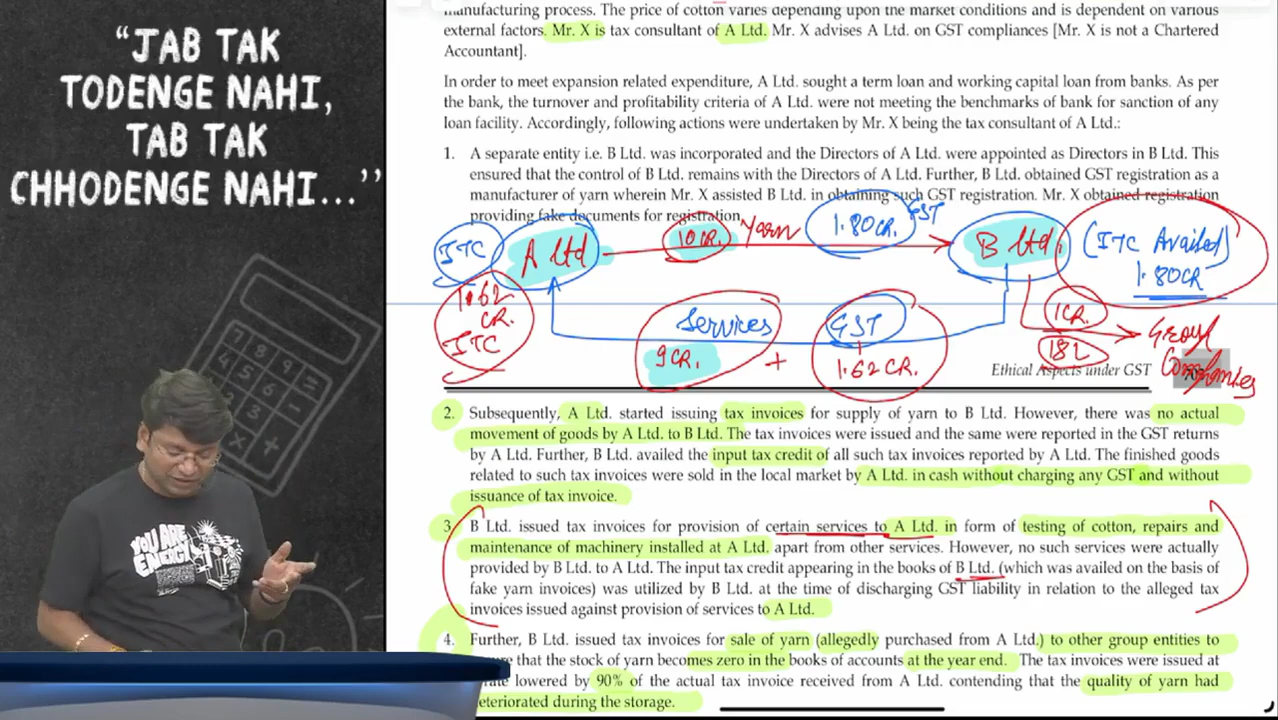 “JAB TAK
TODENGE NAHI,
TAB TAK
CHHODENGE NAHI...’’
YOU ARE
ENERGY
manufacturing process. The price of cotton varies depending upon the market conditions and is dependent on various
external factors. Mr. X is tax consultant of A Ltd. Mr. X advises A Ltd. on GST compliances [Mr. X is not a Chartered
Accountant].
In order to meet expansion related expenditure, A Ltd. sought a term loan and working capital loan from banks. As per
the bank, the turnover and profitability criteria of A Ltd. were not meeting the benchmarks of bank for sanction of any
loan facility. Accordingly, following actions were undertaken by Mr. X being the tax consultant of A Ltd.:
1. A separate entity i.e. B Ltd. was incorporated and the Directors of A Ltd. were appointed as Directors in B Ltd. This
ensured that the control of B Ltd. remains with the Directors of A Ltd. Further, B Ltd. obtained GST registration as a
manufacturer of yarn wherein Mr. X assisted B Ltd. in obtaining such GST registration. Mr. X obtained registration
providing fake documents for registration.
ITC A Ltd 10 CR. Yarn 1.80CR. GST B Ltd. (ITC Availed)
1.80CR
1.62
CR.
ITC
Services GST
9 CR. + 1.62 CR.
1CR.
18L
Group
Companies
Ethical Aspects under GST
2. Subsequently, A Ltd. started issuing tax invoices for supply of yarn to B Ltd. However, there was no actual
movement of goods by A Ltd. to B Ltd. The tax invoices were issued and the same were reported in the GST returns
by A Ltd. Further, B Ltd. availed the input tax credit of all such tax invoices reported by A Ltd. The finished goods
related to such tax invoices were sold in the local market by A Ltd. in cash without charging any GST and without
issuance of tax invoice.
3. B Ltd. issued tax invoices for provision of certain services to A Ltd. in form of testing of cotton, repairs and
maintenance of machinery installed at A Ltd. apart from other services. However, no such services were actually
provided by B Ltd. to A Ltd. The input tax credit appearing in the books of B Ltd. (which was availed on the basis of
fake yarn invoices) was utilized by B Ltd. at the time of discharging GST liability in relation to the alleged tax
invoices issued against provision of services to A Ltd.
4. Further, B Ltd. issued tax invoices for sale of yarn (allegedly purchased from A Ltd.) to other group entities to
that the stock of yarn becomes zero in the books of accounts at the year end. The tax invoices were issued at
lowered by 90% of the actual tax invoice received from A Ltd. contending that the quality of yarn had
deteriorated during the storage.